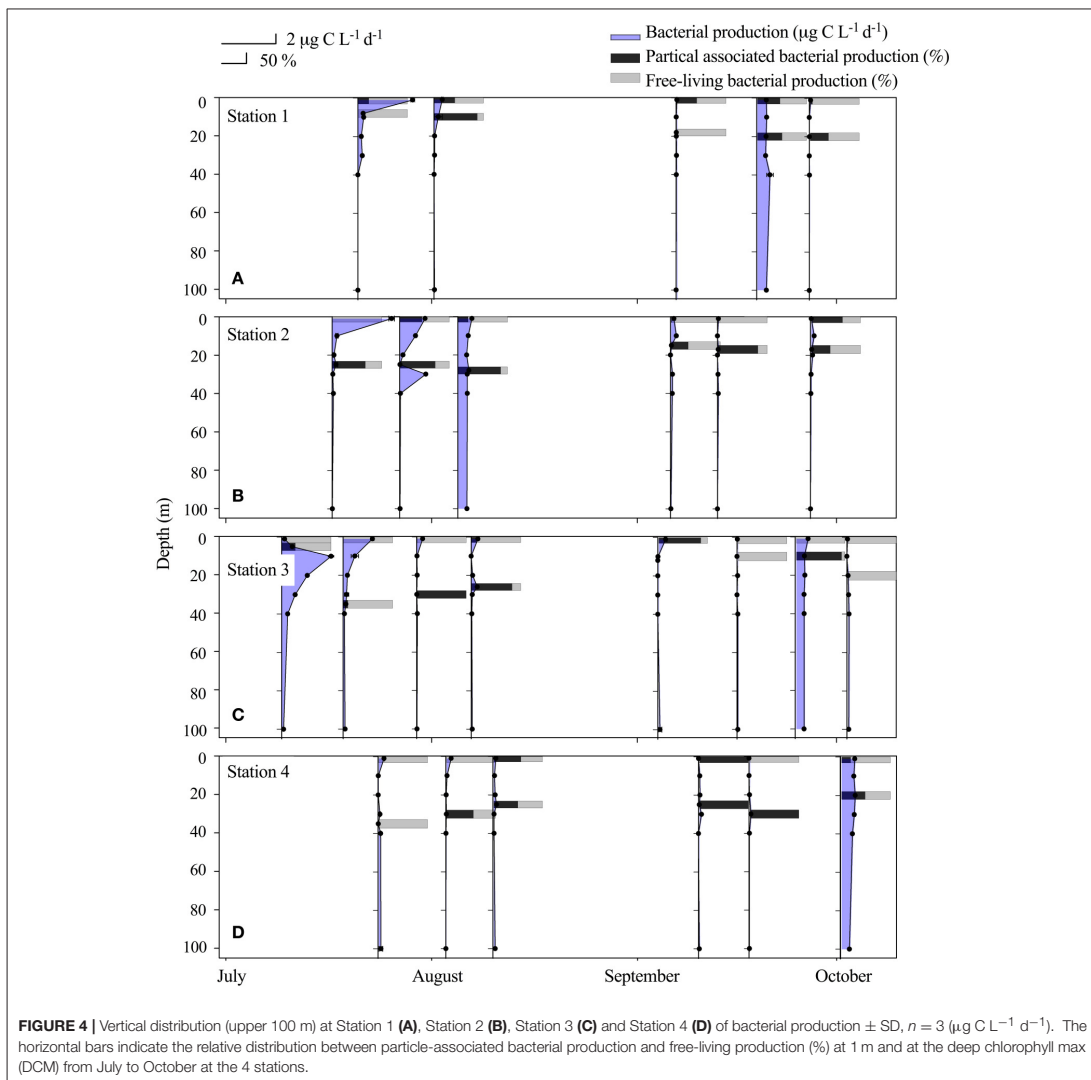 2 µg C L⁻¹ d⁻¹
50 %
Bacterial production (µg C L⁻¹ d⁻¹)
Partical associated bacterial production (%)
Free-living bacterial production (%)
Station 1
0
20
40
60
80
100
A
Station 2
0
20
40
60
80
100
B
Depth (m)
Station 3
0
20
40
60
80
100
C
Station 4
0
20
40
60
80
100
D
July August September October
FIGURE 4 | Vertical distribution (upper 100 m) at Station 1 (A), Station 2 (B), Station 3 (C) and Station 4 (D) of bacterial production ± SD, n = 3 (µg C L⁻¹ d⁻¹). The
horizontal bars indicate the relative distribution between particle-associated bacterial production and free-living production (%) at 1 m and at the deep chlorophyll max
(DCM) from July to October at the 4 stations.